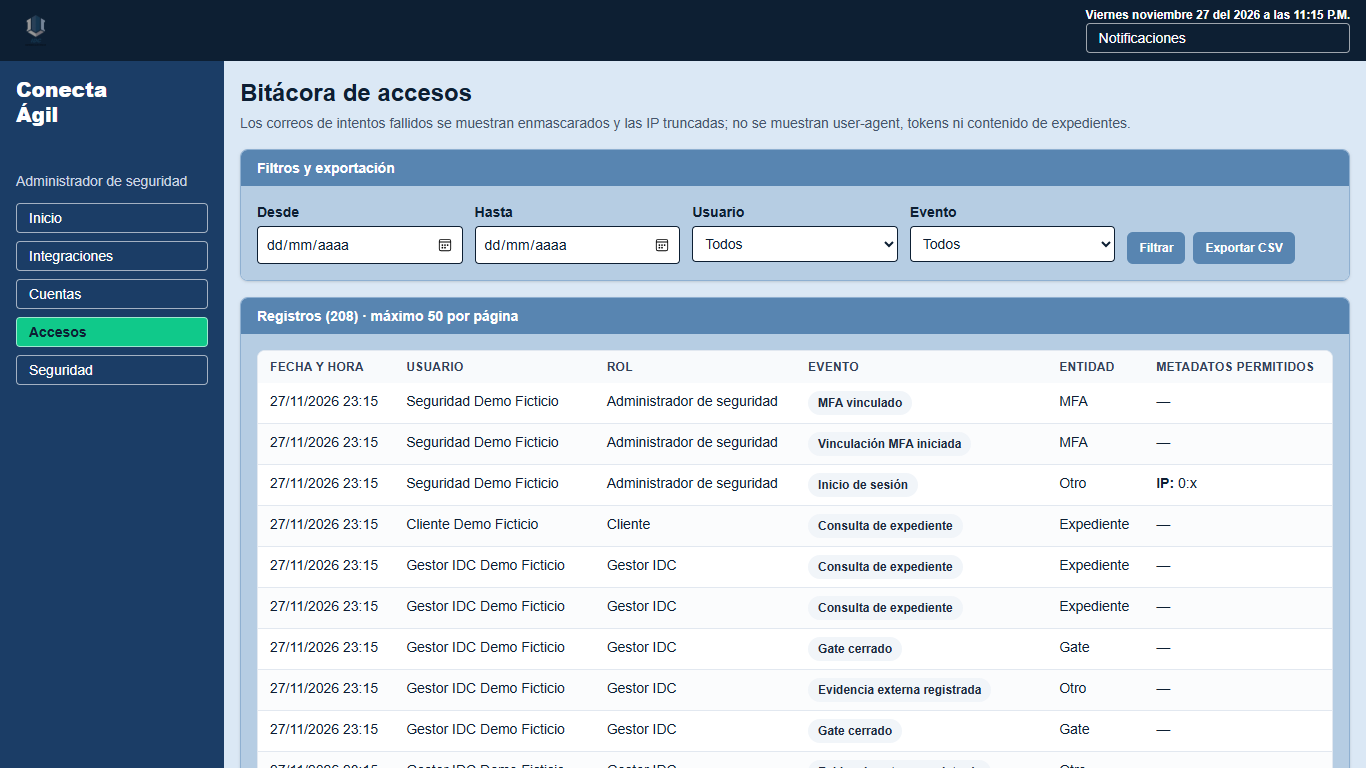 Viernes noviembre 27 del 2026 a las 11:15 P.M.
Notificaciones
Conecta
Ágil
Administrador de seguridad
Inicio
Integraciones
Cuentas
Accesos
Seguridad
Bitácora de accesos
Los correos de intentos fallidos se muestran enmascarados y las IP truncadas; no se muestran user-agent, tokens ni contenido de expedientes.
Filtros y exportación
Desde Hasta Usuario Evento
dd/mm/aaaa dd/mm/aaaa Todos Todos Filtrar Exportar CSV
Registros (208) · máximo 50 por página
FECHA Y HORA USUARIO ROL EVENTO ENTIDAD METADATOS PERMITIDOS
27/11/2026 23:15 Seguridad Demo Ficticio Administrador de seguridad MFA vinculado MFA —
27/11/2026 23:15 Seguridad Demo Ficticio Administrador de seguridad Vinculación MFA iniciada MFA —
27/11/2026 23:15 Seguridad Demo Ficticio Administrador de seguridad Inicio de sesión Otro IP: 0:x
27/11/2026 23:15 Cliente Demo Ficticio Cliente Consulta de expediente Expediente —
27/11/2026 23:15 Gestor IDC Demo Ficticio Gestor IDC Consulta de expediente Expediente —
27/11/2026 23:15 Gestor IDC Demo Ficticio Gestor IDC Consulta de expediente Expediente —
27/11/2026 23:15 Gestor IDC Demo Ficticio Gestor IDC Gate cerrado Gate —
27/11/2026 23:15 Gestor IDC Demo Ficticio Gestor IDC Evidencia externa registrada Otro —
27/11/2026 23:15 Gestor IDC Demo Ficticio Gestor IDC Gate cerrado Gate —